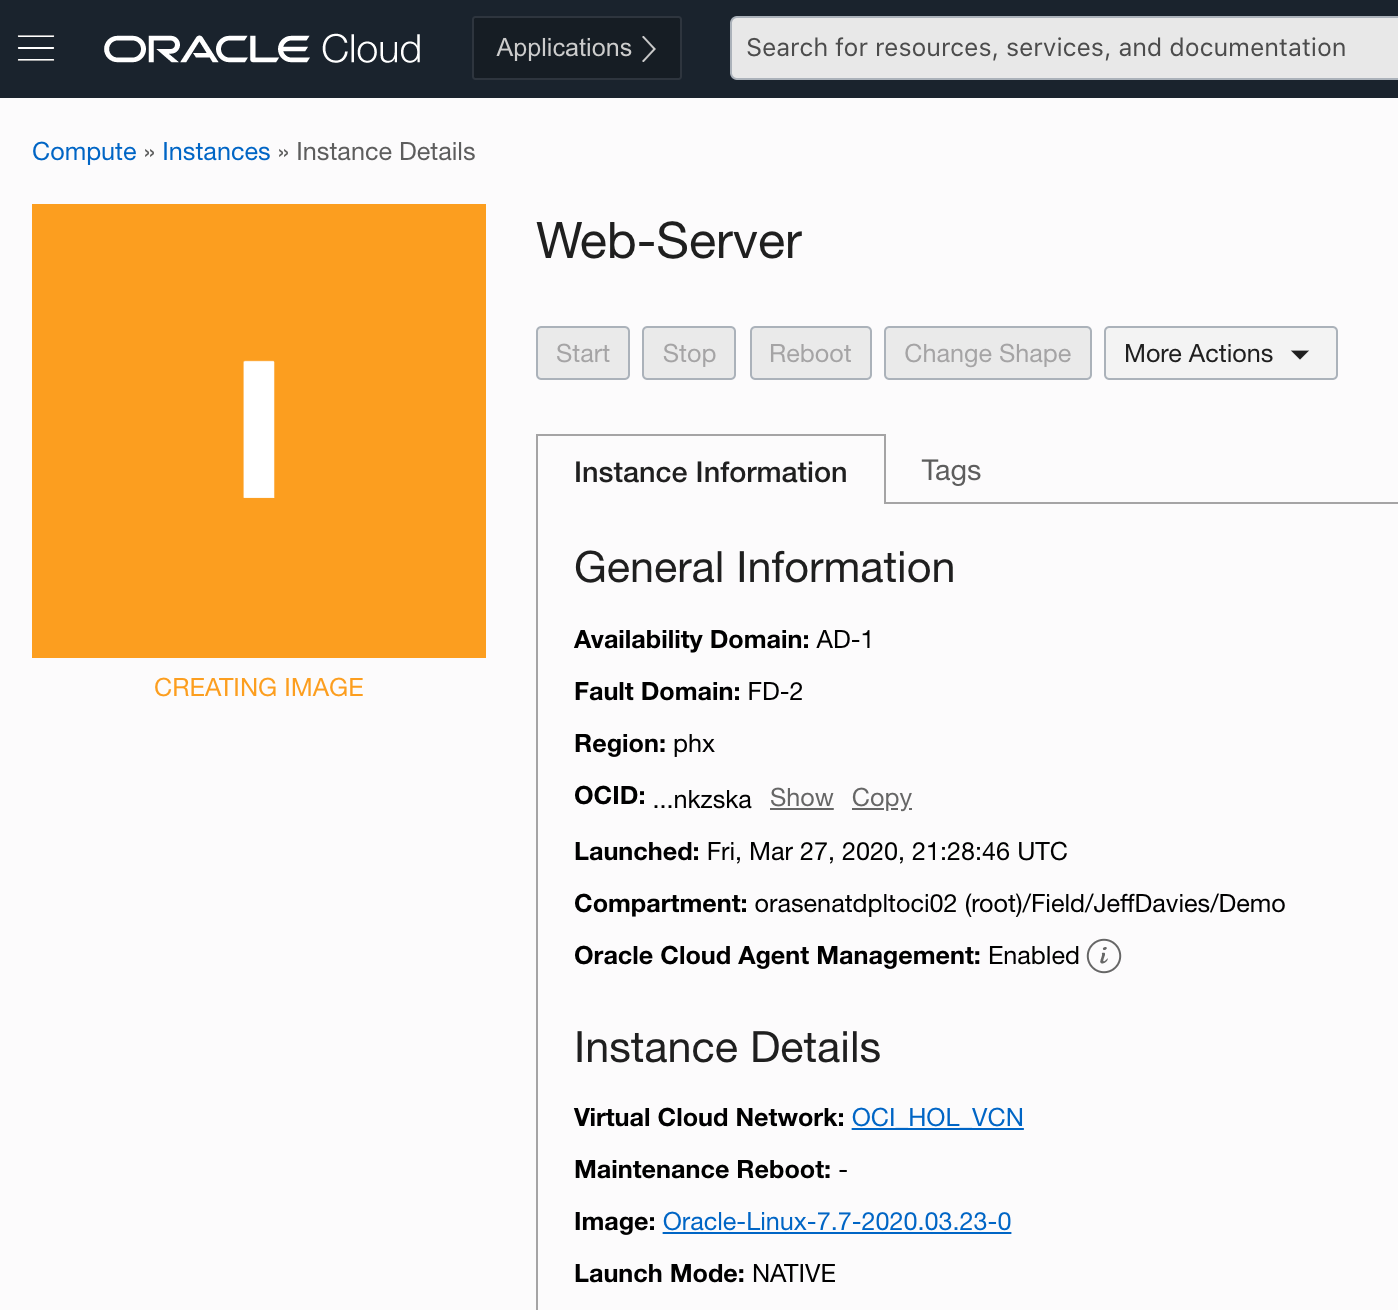 ORACLE Cloud
Applications
Search for resources, services, and documentation
Compute » Instances » Instance Details
I
CREATING IMAGE
Web-Server
Start Stop Reboot Change Shape More Actions
Instance Information Tags
General Information
Availability Domain: AD-1
Fault Domain: FD-2
Region: phx
OCID: ...nkzska Show Copy
Launched: Fri, Mar 27, 2020, 21:28:46 UTC
Compartment: orasenatdpltoci02 (root)/Field/JeffDavies/Demo
Oracle Cloud Agent Management: Enabled i
Instance Details
Virtual Cloud Network: OCI_HOL_VCN
Maintenance Reboot: -
Image: Oracle-Linux-7.7-2020.03.23-0
Launch Mode: NATIVE